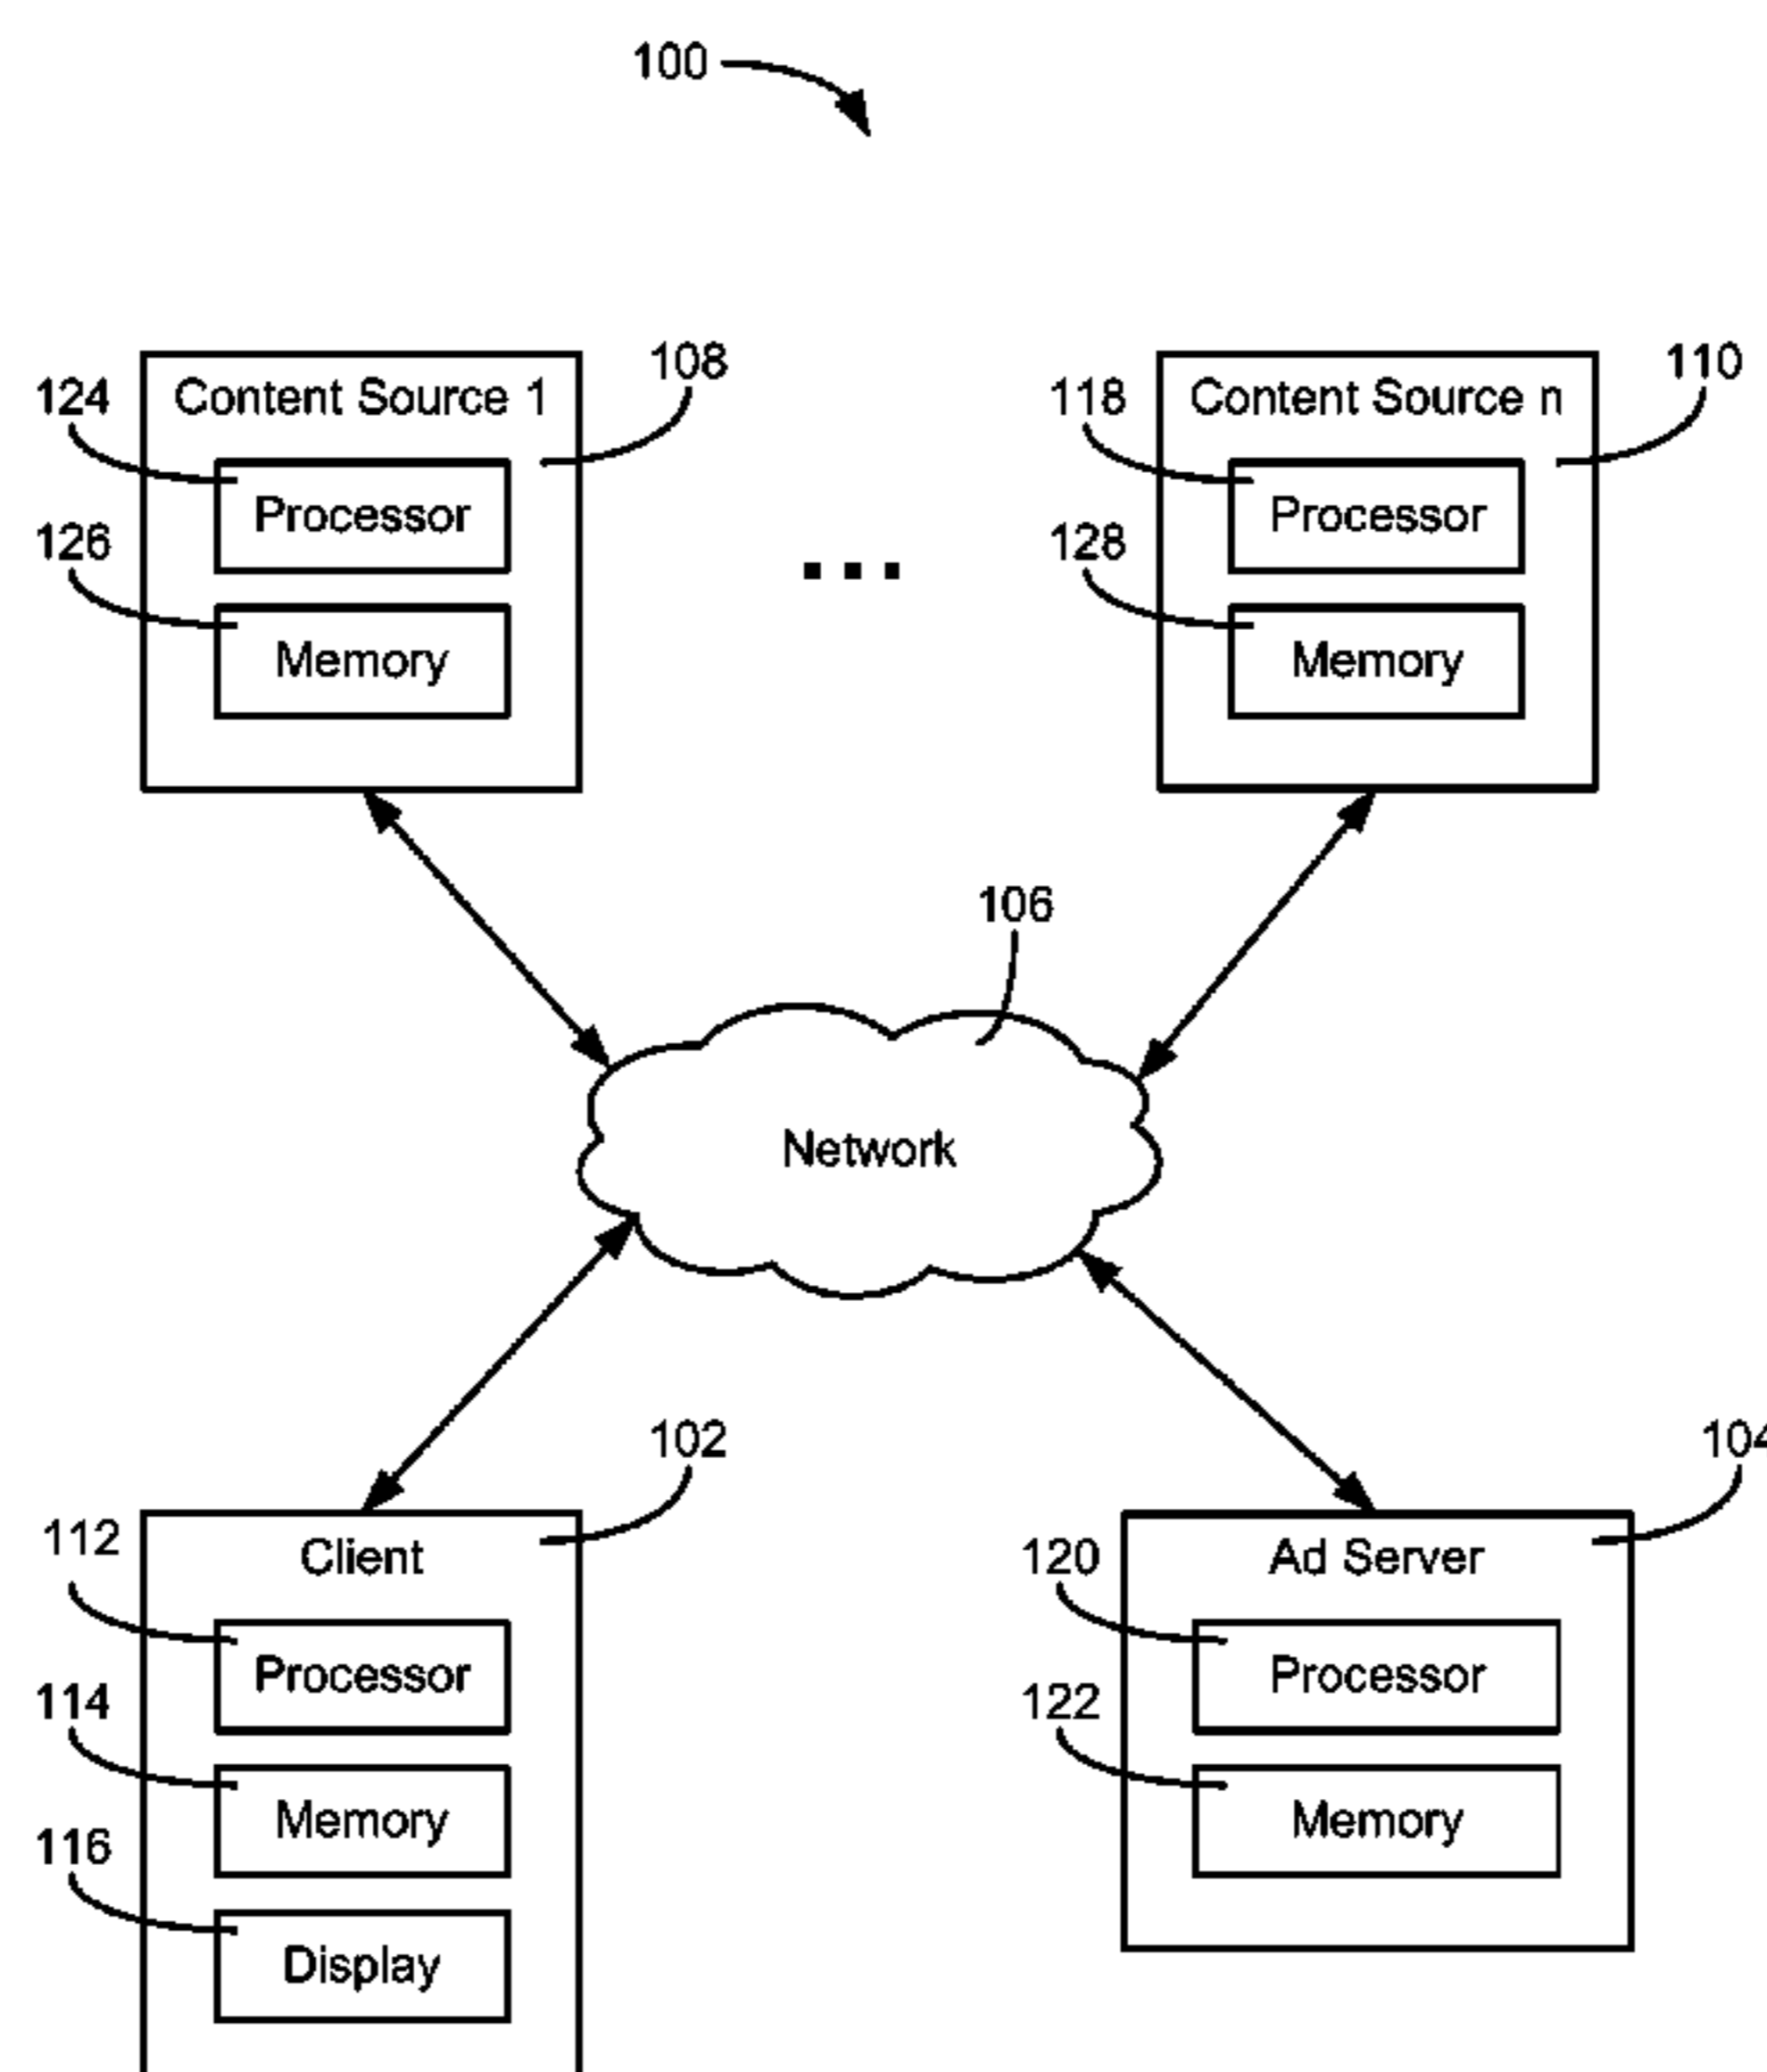 100
108
110
124
Content Source 1
118
Content Source n
Processor
Processor
126
128
...
Memory
Memory
106
Network
102
104
112
Client
120
Ad Server
Processor
Processor
114
122
Memory
Memory
116
Display